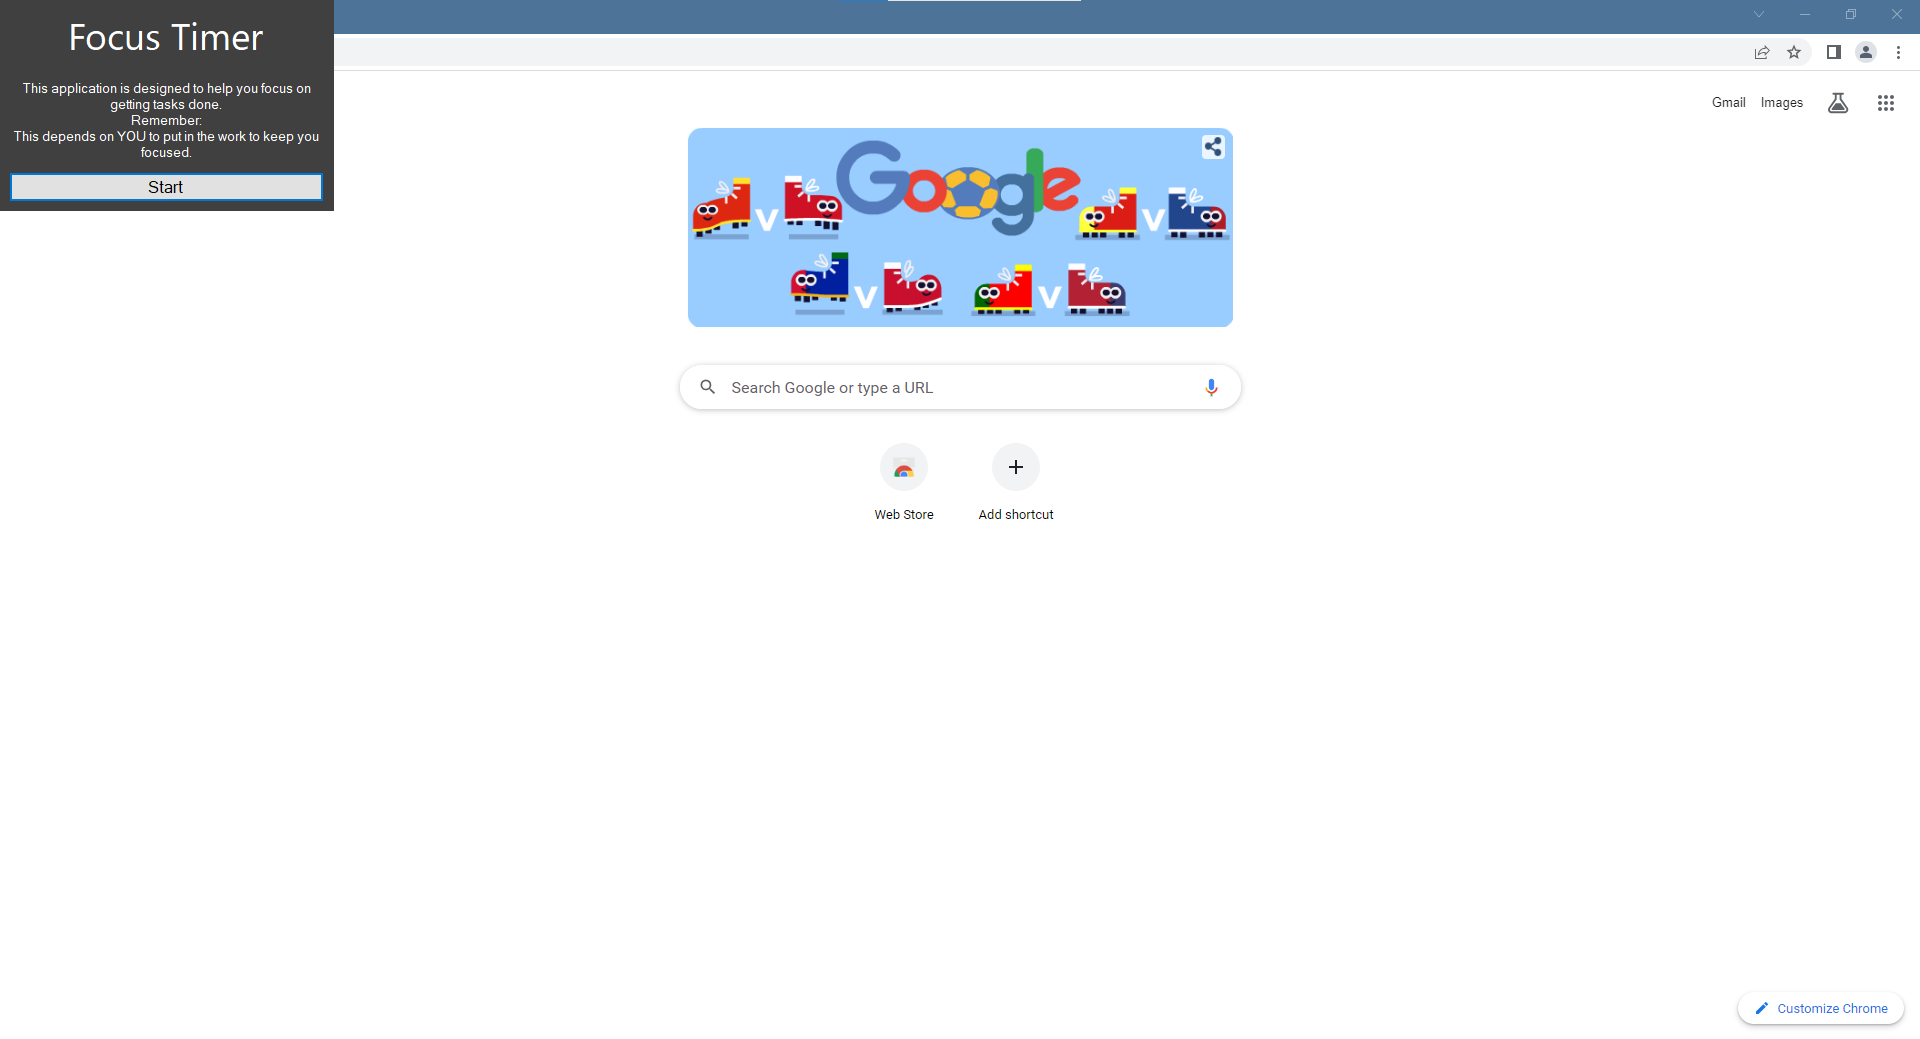 Focus Timer
This application is designed to help you focus on
getting tasks done.
Remember:
This depends on YOU to put in the work to keep you
focused.
Start
Gmail Images
Google
V V
V V
Search Google or type a URL
Web Store Add shortcut
Customize Chrome